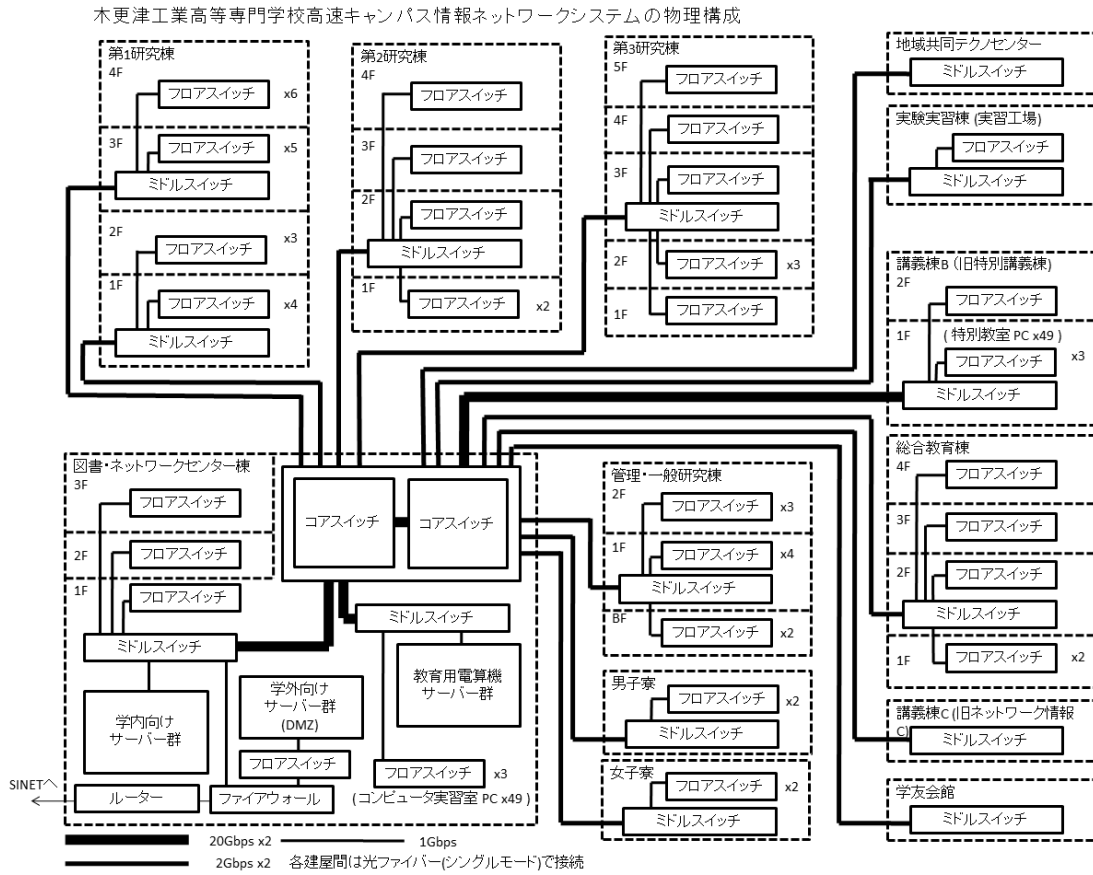 木更津工業高等専門学校高速キャンパス情報ネットワークシステムの物理構成
第1研究棟
4F
フロアスイッチ x6
3F
フロアスイッチ x5
ミドルスイッチ
2F
フロアスイッチ x3
1F
フロアスイッチ x4
ミドルスイッチ
第2研究棟
4F
フロアスイッチ
3F
フロアスイッチ
2F
フロアスイッチ
ミドルスイッチ
1F
フロアスイッチ x2
第3研究棟
5F
フロアスイッチ
4F
フロアスイッチ
3F
フロアスイッチ
ミドルスイッチ
2F
フロアスイッチ x3
1F
フロアスイッチ
地域共同テクノセンター
ミドルスイッチ
実験実習棟 (実習工場)
フロアスイッチ
ミドルスイッチ
講義棟B (旧特別講義棟)
2F
フロアスイッチ
1F
( 特別教室 PC x49 )
フロアスイッチ x3
ミドルスイッチ
総合教育棟
4F
フロアスイッチ
3F
フロアスイッチ
2F
フロアスイッチ
ミドルスイッチ
1F
フロアスイッチ x2
講義棟C (旧ネットワーク情報
C)
ミドルスイッチ
学友会館
ミドルスイッチ
図書・ネットワークセンター棟
3F
フロアスイッチ
2F
フロアスイッチ
1F
フロアスイッチ
ミドルスイッチ
コアスイッチ
コアスイッチ
ミドルスイッチ
学内向け
サーバー群
学外向け
サーバー群
(DMZ)
フロアスイッチ
教育用電算機
サーバー群
フロアスイッチ x3
(コンピュータ実習室 PC x49 )
SINETへ
ルーター
ファイアウォール
管理・一般研究棟
2F
フロアスイッチ x3
1F
フロアスイッチ x4
ミドルスイッチ
BF
フロアスイッチ x2
男子寮
フロアスイッチ x2
ミドルスイッチ
女子寮
フロアスイッチ x2
ミドルスイッチ
20Gbps x2
1Gbps
2Gbps x2
各建屋間は光ファイバー(シングルモード)で接続